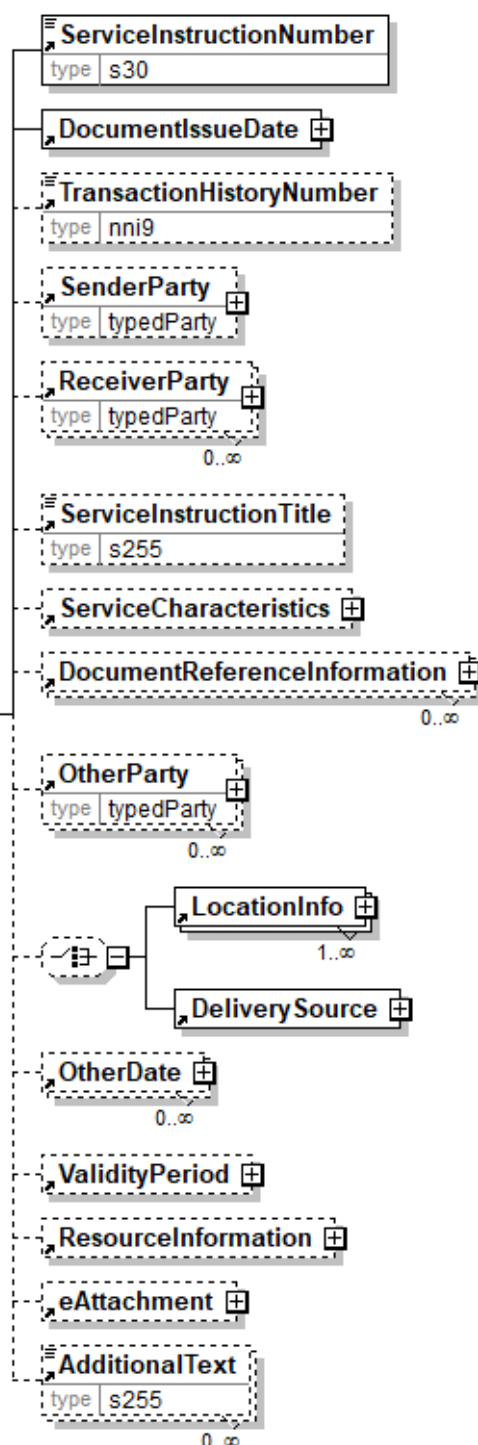 ServiceInstructionNumber
type s30
DocumentIssueDate
TransactionHistoryNumber
type nni9
SenderParty
type typedParty
ReceiverParty
type typedParty
0..∞
ServiceInstructionTitle
type s255
ServiceCharacteristics
DocumentReferenceInformation
0..∞
OtherParty
type typedParty
0..∞
LocationInfo
1..∞
DeliverySource
OtherDate
0..∞
ValidityPeriod
ResourceInformation
eAttachment
AdditionalText
type s255
0..∞